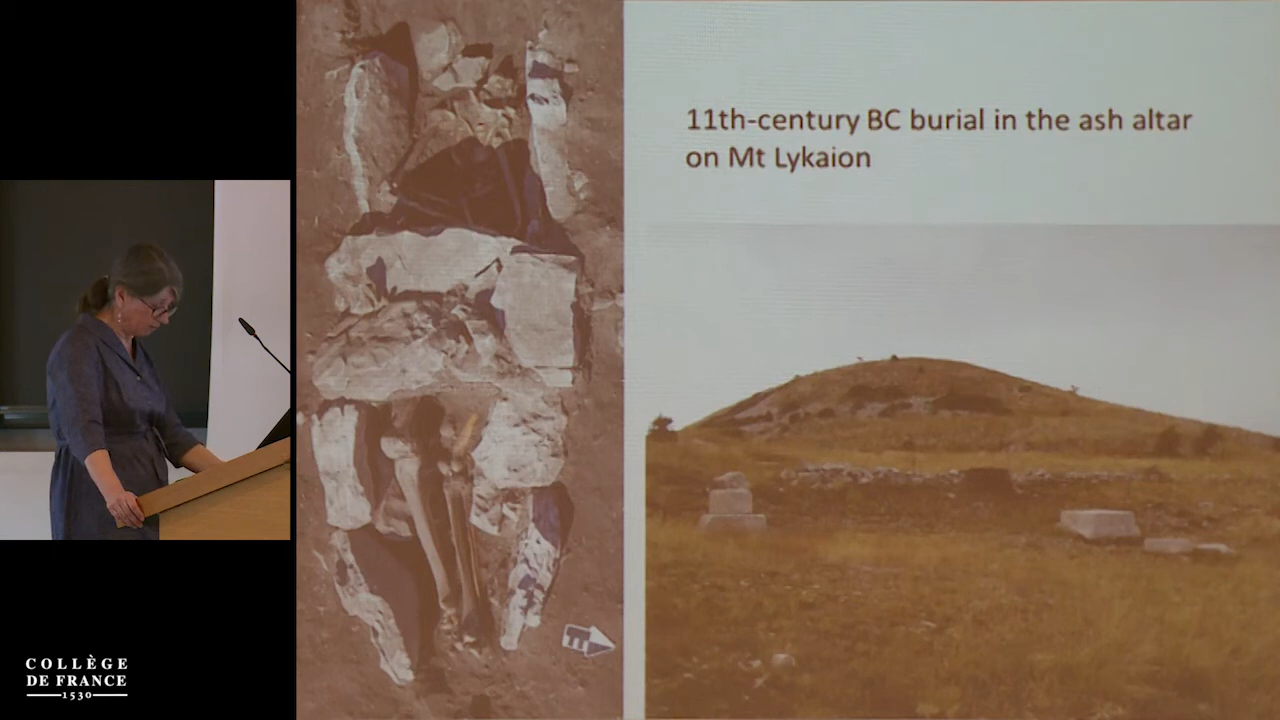 11th-century BC burial in the ash altar
on Mt Lykaion
COLLÈGE
DE FRANCE
1530